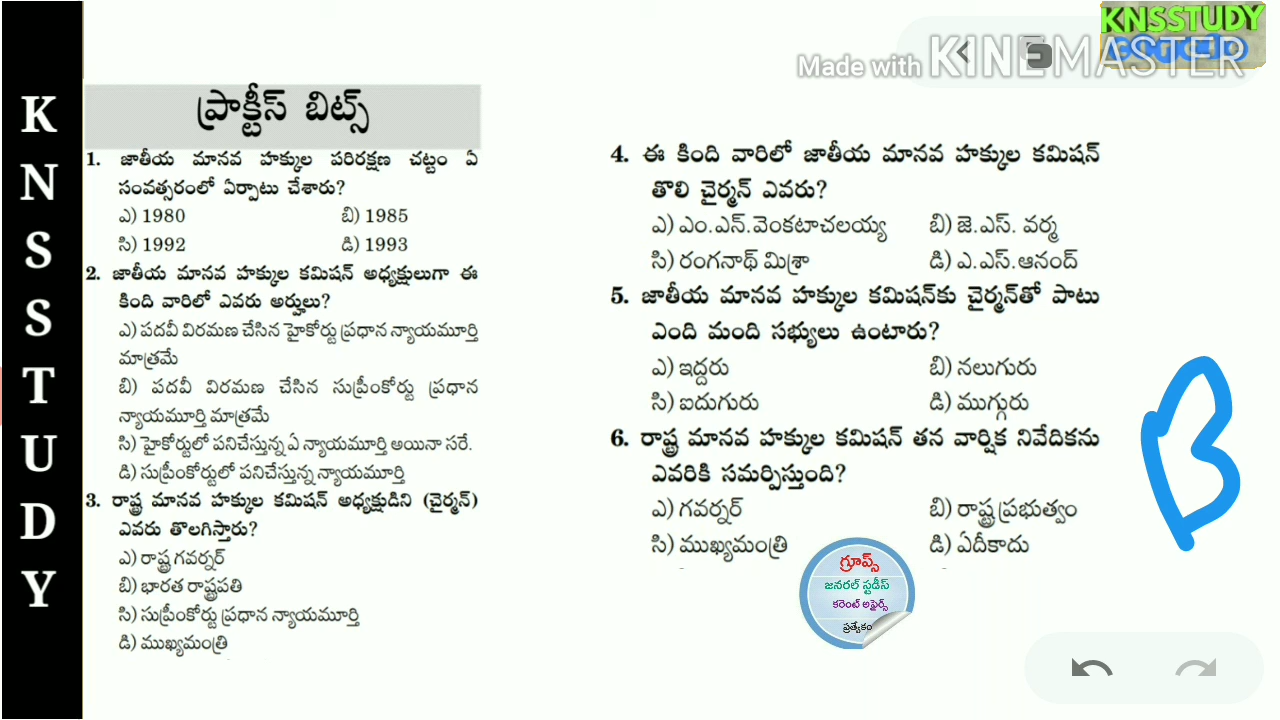 KNSSTUDY
Made with KINEMASTER
K
N
S
S
T
U
D
Y
ప్రాక్టీస్ బిట్స్
1. జాతీయ మానవ హక్కుల పరిరక్షణ చట్టం ఏ
సంవత్సరంలో ఏర్పాటు చేశారు?
ఎ) 1980 బి) 1985
సి) 1992 డి) 1993
2. జాతీయ మానవ హక్కుల కమిషన్ అధ్యక్షులుగా ఈ
కింది వారిలో ఎవరు అర్హులు?
ఎ) పదవీ విరమణ చేసిన హైకోర్టు ప్రధాన న్యాయమూర్తి
మాత్రమే
బి) పదవీ విరమణ చేసిన సుప్రీంకోర్టు ప్రధాన
న్యాయమూర్తి మాత్రమే
సి) హైకోర్టులో పనిచేస్తున్న ఏ న్యాయమూర్తి అయినా సరే.
డి) సుప్రీంకోర్టులో పనిచేస్తున్న న్యాయమూర్తి
3. రాష్ట్ర మానవ హక్కుల కమిషన్ అధ్యక్షుడిని (చైర్మన్)
ఎవరు తొలగిస్తారు?
ఎ) రాష్ట్ర గవర్నర్
బి) భారత రాష్ట్రపతి
సి) సుప్రీంకోర్టు ప్రధాన న్యాయమూర్తి
డి) ముఖ్యమంత్రి
4. ఈ కింది వారిలో జాతీయ మానవ హక్కుల కమిషన్
తొలి చైర్మన్ ఎవరు?
ఎ) ఎం.ఎన్.వెంకటాచలయ్య బి) జె.ఎస్. వర్మ
సి) రంగనాథ్ మిశ్రా డి) ఎ.ఎస్.ఆనంద్
5. జాతీయ మానవ హక్కుల కమిషన్‌కు చైర్మన్‌తో పాటు
ఎంది మంది సభ్యులు ఉంటారు?
ఎ) ఇద్దరు బి) నలుగురు
సి) ఐదుగురు డి) ముగ్గురు
6. రాష్ట్ర మానవ హక్కుల కమిషన్ తన వార్షిక నివేదికను
ఎవరికి సమర్పిస్తుంది?
ఎ) గవర్నర్ బి) రాష్ట్ర ప్రభుత్వం
సి) ముఖ్యమంత్రి డి) ఏదీకాదు
B
గ్రూప్స్
జనరల్ స్టడీస్
కరెంట్ అఫైర్స్
ప్రత్యేకం